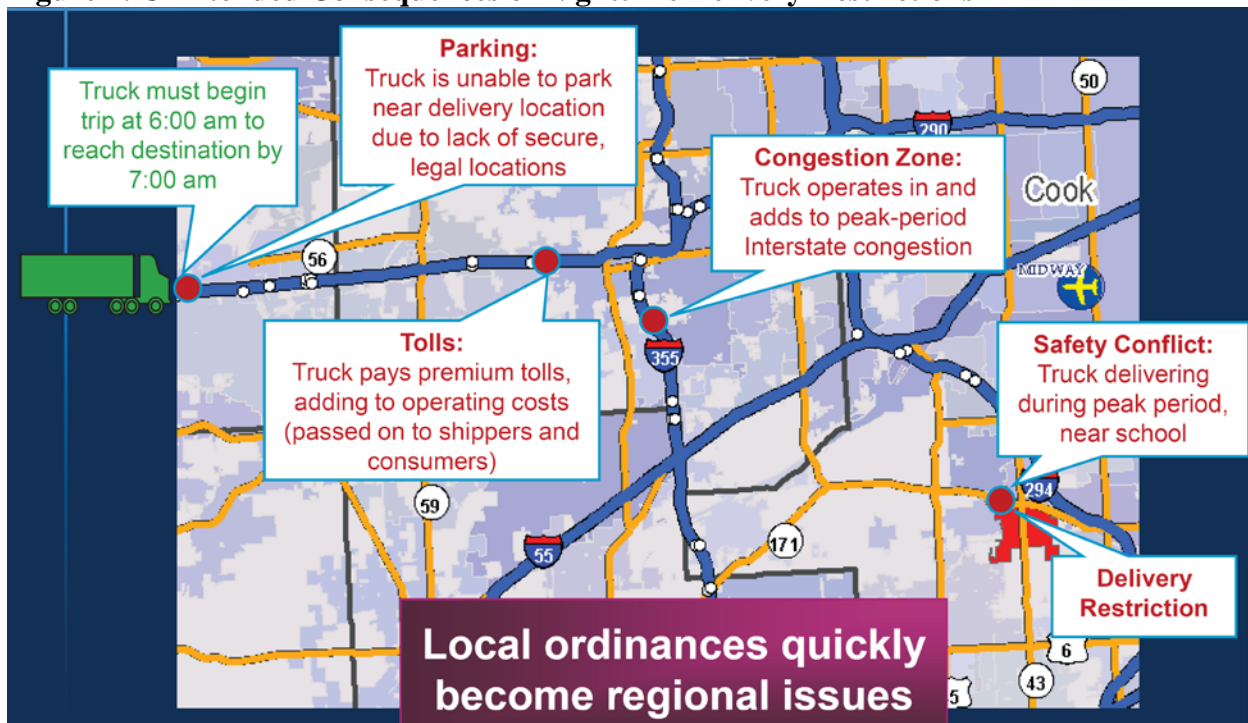 Parking:
Truck is unable to park
near delivery location
due to lack of secure,
legal locations
Truck must begin
trip at 6:00 am to
reach destination by
7:00 am
50
290
Congestion Zone:
Truck operates in and
adds to peak-period
Interstate congestion
Cook
56
MIDWAY
Tolls:
Truck pays premium tolls,
adding to operating costs
(passed on to shippers and
consumers)
355
Safety Conflict:
Truck delivering
during peak period,
near school
294
59
55
171
Delivery
Restriction
Local ordinances quickly
become regional issues
6
43
5